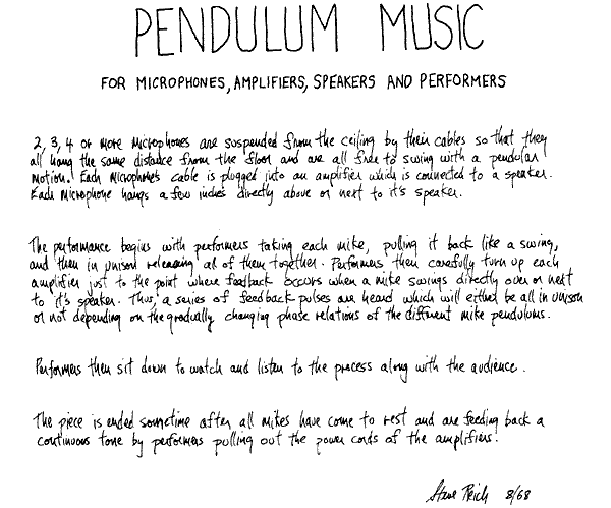 PENDULUM MUSIC
FOR MICROPHONES, AMPLIFIERS, SPEAKERS AND PERFORMERS
2, 3, 4 or more microphones are suspended from the ceiling by their cables so that they
all hang the same distance from the floor and are all free to swing with a pendular
motion. Each microphone's cable is plugged into an amplifier which is connected to a speaker.
Each microphone hangs a few inches directly above or next to it's speaker.
The performance begins with performers taking each mike, pulling it back like a swing,
and then in unison releasing all of them together. Performers then carefully turn up each
amplifier just to the point where feedback occurs when a mike swings directly over or next
to it's speaker. Thus, a series of feedback pulses are heard which will either be all in unison
or not depending on the gradually changing phase relations of the different mike pendulums.
Performers then sit down to watch and listen to the process along with the audience.
The piece is ended sometime after all mikes have come to rest and are feeding back a
continuous tone by performers pulling out the power cords of the amplifiers.
Steve Reich 8/68